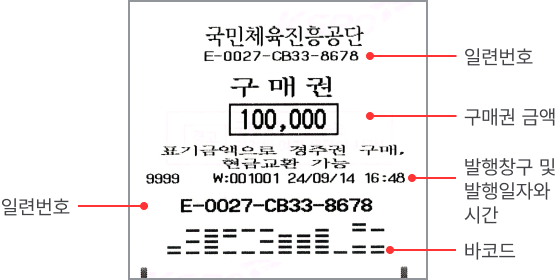 국민체육진흥공단
E-0027-CB33-8678
일련번호
구매권
100,000
구매권 금액
표기금액으로 경주권 구매,
현금교환 가능
9999 W:001001 24/09/14 16:48
발행창구 및
발행일자와
시간
일련번호
E-0027-CB33-8678
바코드